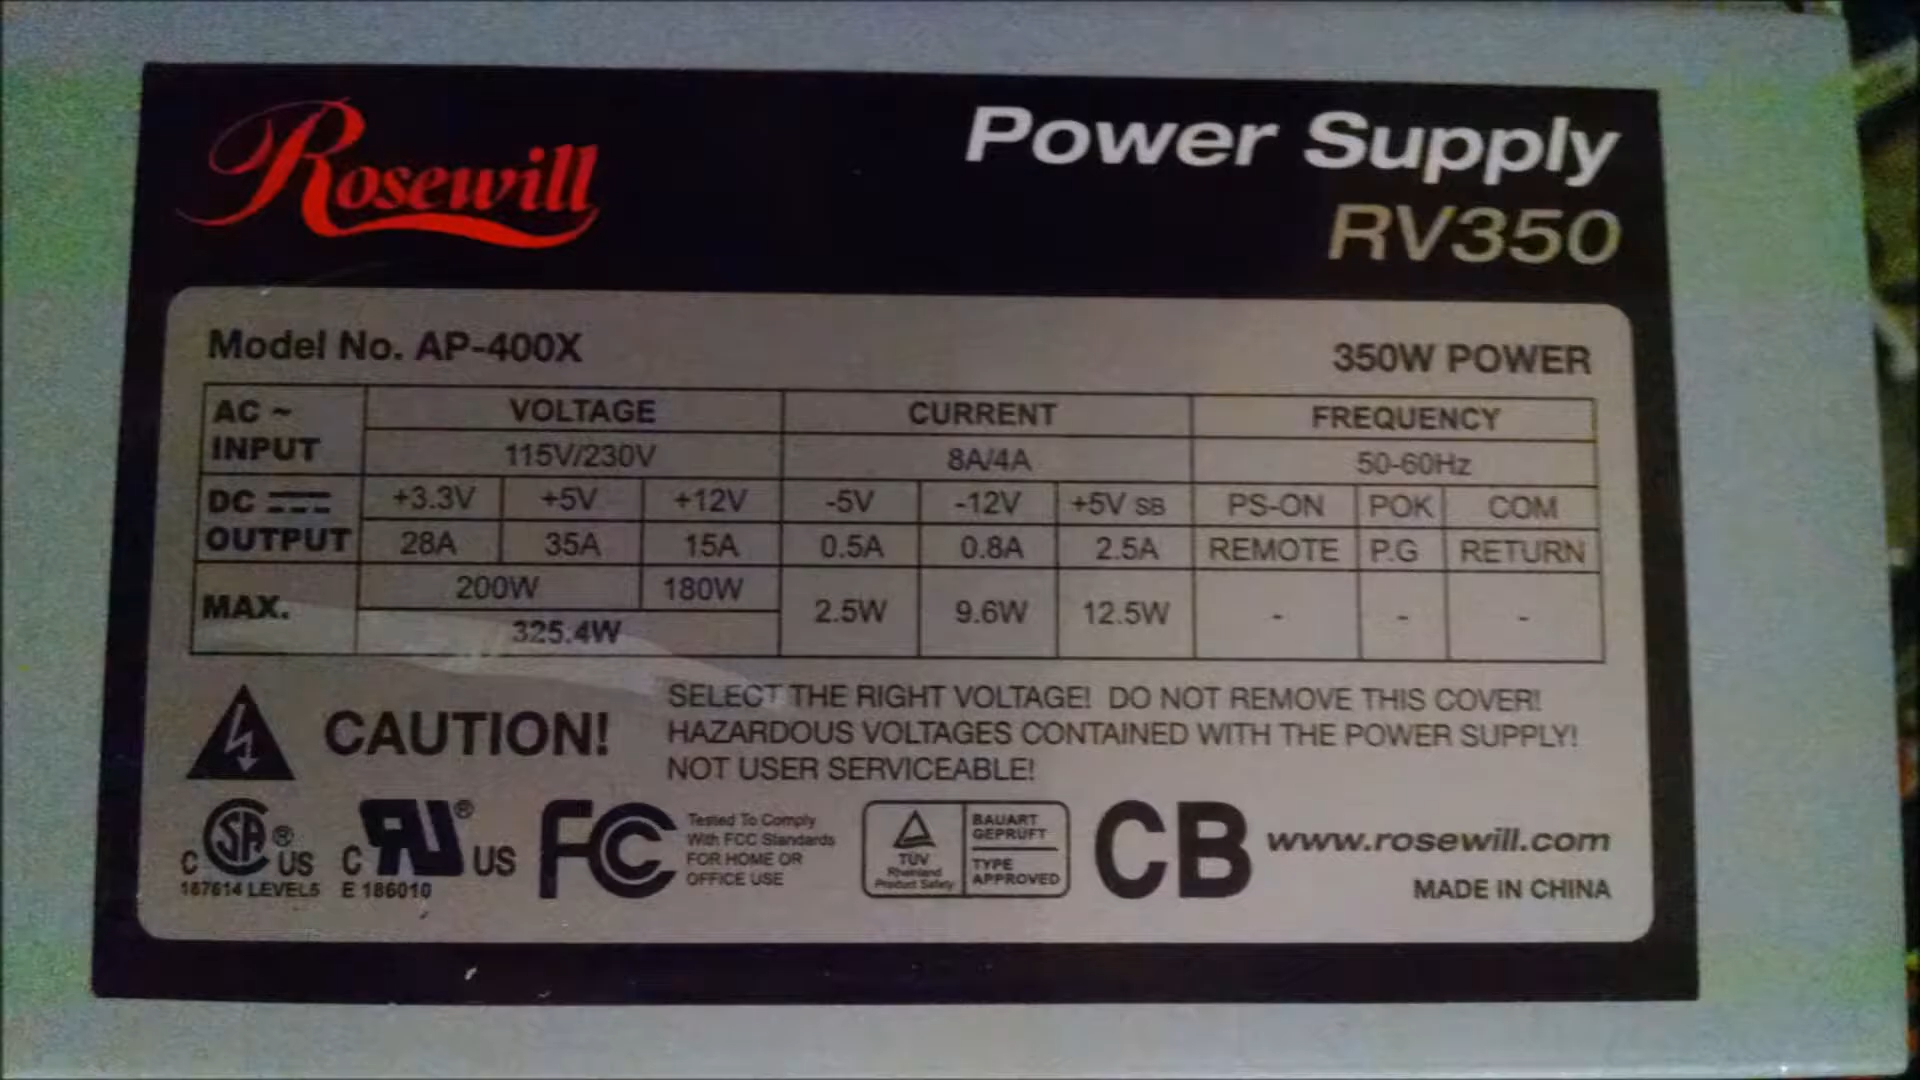 Rosewill
Power Supply
RV350
Model No. AP-400X
350W POWER
AC ~ INPUT VOLTAGE CURRENT FREQUENCY
115V/230V 8A/4A 50-60Hz
DC OUTPUT +3.3V +5V +12V -5V -12V +5V SB PS-ON POK COM
28A 35A 15A 0.5A 0.8A 2.5A REMOTE P.G RETURN
MAX. 200W 180W 2.5W 9.6W 12.5W - - -
325.4W
CAUTION!
SELECT THE RIGHT VOLTAGE! DO NOT REMOVE THIS COVER!
HAZARDOUS VOLTAGES CONTAINED WITH THE POWER SUPPLY!
NOT USER SERVICEABLE!
C SA ® US
187614 LEVEL5
C RU ® US
E 186010
FC
Tested To Comply
With FCC Standards
FOR HOME OR
OFFICE USE
TÜV
Rheinland
Product Safety
BAUART
GEPRÜFT
TYPE
APPROVED
CB
www.rosewill.com
MADE IN CHINA